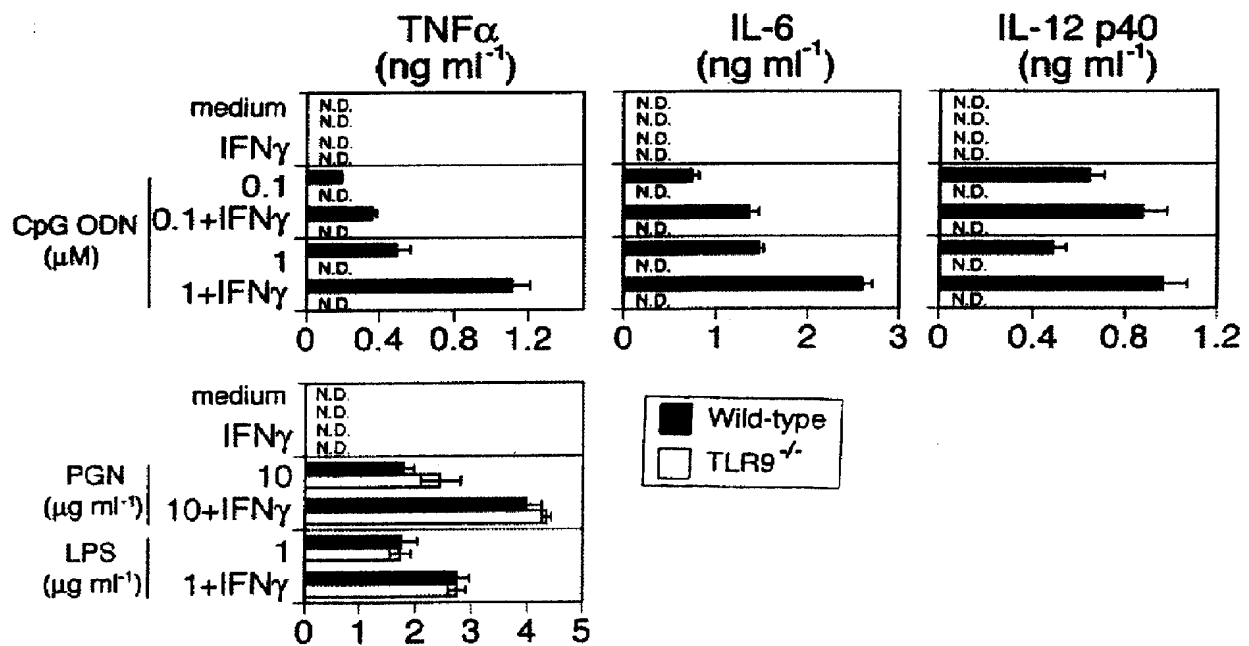 TNFα
(ng ml⁻¹)
IL-6
(ng ml⁻¹)
IL-12 p40
(ng ml⁻¹)
medium
N.D.
N.D.
N.D.
N.D.
N.D.
N.D.
IFNγ
N.D.
N.D.
N.D.
N.D.
N.D.
N.D.
CpG ODN
(μM)
0.1
N.D.
N.D.
N.D.
0.1+IFNγ
N.D.
N.D.
N.D.
1
N.D.
N.D.
N.D.
1+IFNγ
N.D.
N.D.
N.D.
0 0.4 0.8 1.2
0 1 2 3
0 0.4 0.8 1.2
medium
N.D.
N.D.
IFNγ
N.D.
N.D.
PGN
(μg ml⁻¹)
10
10+IFNγ
LPS
(μg ml⁻¹)
1
1+IFNγ
0 1 2 3 4 5
Wild-type
TLR9⁻/⁻